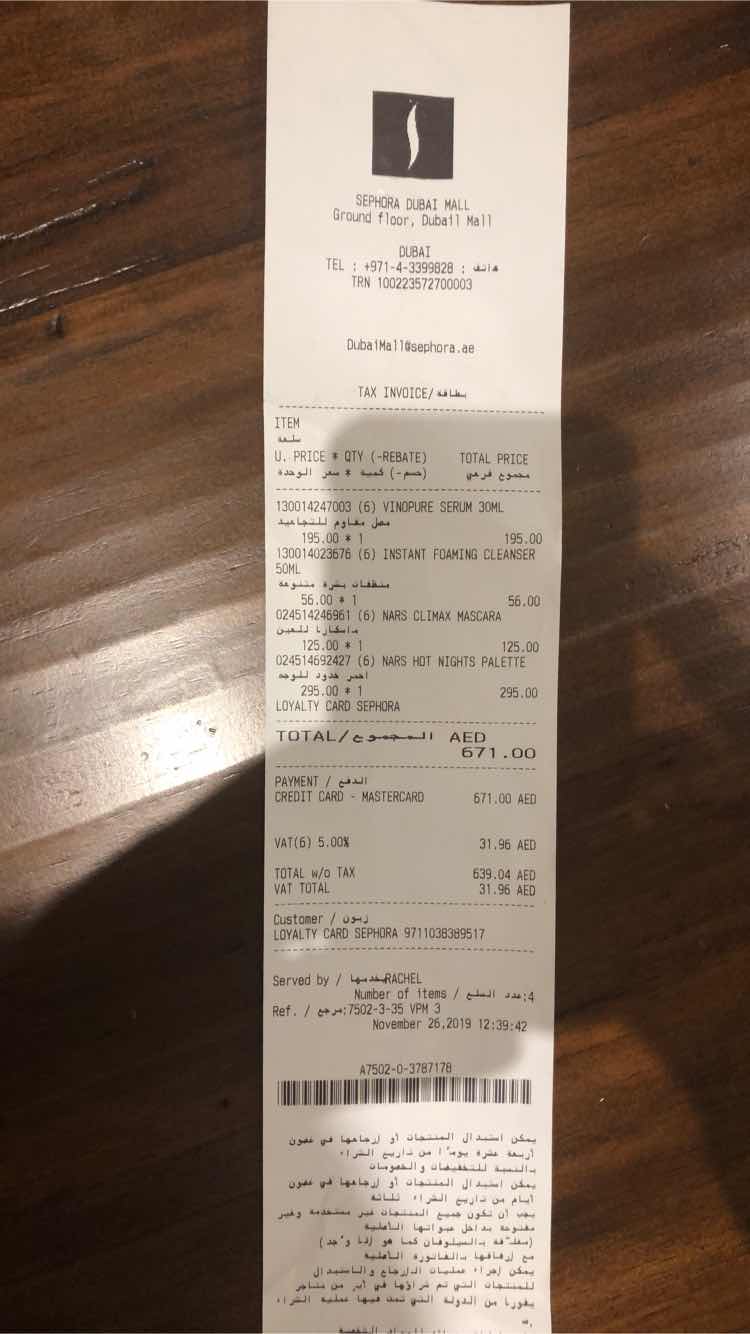 SEPHORA DUBAI MALL
Ground floor, Dubail Mall
DUBAI
TEL : +971-4-3399828 : هاتف
TRN 100223572700003
DubaiMall@sephora.ae
TAX INVOICE/بطاقة
ITEM
سلعة
U. PRICE * QTY (-REBATE) TOTAL PRICE
(حسم-) كمية * سعر الوحدة مجموع فرعي
130014247003 (6) VINOPURE SERUM 30ML
مصل مقاوم للتجاعيد
195.00 * 1 195.00
130014023676 (6) INSTANT FOAMING CLEANSER
50ML
منظفات بشرة متنوعة
56.00 * 1 56.00
024514246961 (6) NARS CLIMAX MASCARA
ماسكارا للعين
125.00 * 1 125.00
024514692427 (6) NARS HOT NIGHTS PALETTE
احمر خدود للوجه
295.00 * 1 295.00
LOYALTY CARD SEPHORA
TOTAL/المجموع AED
671.00
PAYMENT / الدفع
CREDIT CARD - MASTERCARD 671.00 AED
VAT(6) 5.00% 31.96 AED
TOTAL w/o TAX 639.04 AED
VAT TOTAL 31.96 AED
Customer / زبون
LOYALTY CARD SEPHORA 9711038389517
Served by / يخدمها RACHEL
Number of items / عدد السلع:4
Ref. / مرجع:7502-3-35 VPM 3
November 26,2019 12:39:42
A7502-0-3787178
يمكن استبدال المنتجات أو إرجاعها في غضون
أربعة عشرة يومًا من تاريخ الشراء
بالنسبة للتخفيضات والخصومات
يمكن استبدال المنتجات أو إرجاعها في غضون
أيام من تاريخ الشراء ثلاثة
يجب أن تكون جميع المنتجات غير مستخدمة وغير
مفتوحة بداخل عبواتها الأصلية
(مغلّفة بالسيلوفان كما هو إذا وُجد)
مع إرفاقها بالفاتورة الأصلية
يمكن إجراء عمليات الإرجاع والاستبدال
للمنتجات التي تم شراؤها في أي من متاجر
من الدولة التي تمت فيها عملية الشراء